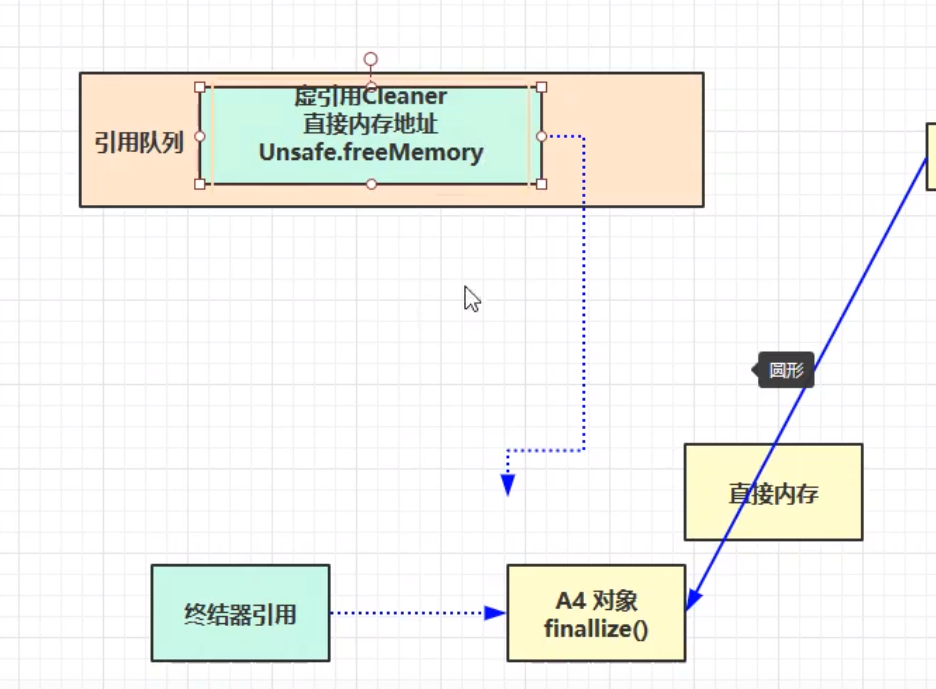 虚引用Cleaner
直接内存地址
Unsafe.freeMemory
引用队列
圆形
直接内存
终结器引用
A4 对象
finallize()